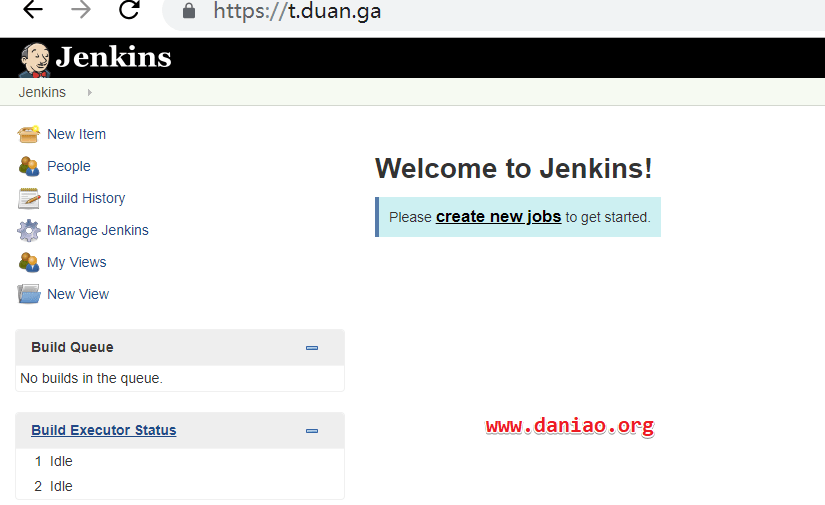 https://t.duan.ga
Jenkins
Jenkins
New Item
People
Build History
Manage Jenkins
My Views
New View
Welcome to Jenkins!
Please create new jobs to get started.
Build Queue
No builds in the queue.
Build Executor Status
1 Idle
2 Idle
www.daniao.org